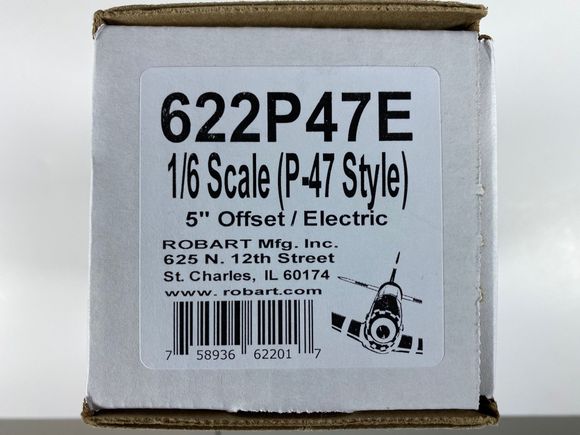 622P47E
1/6 Scale (P-47 Style)
5" Offset / Electric
ROBART Mfg. Inc.
625 N. 12th Street
St. Charles, IL 60174
www. robart.com
7 58936 62201 7